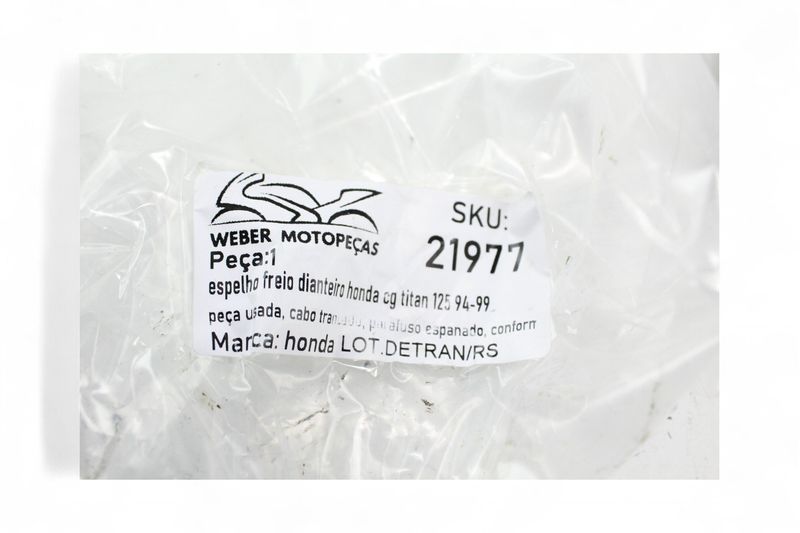 WEBER MOTOPEÇAS
SKU:
21977
Peça:1
espelho freio dianteiro honda cg titan 125 94-99
peça usada, cabo trancado, parafuso espanado, conform
Marca: honda LOT.DETRAN/RS